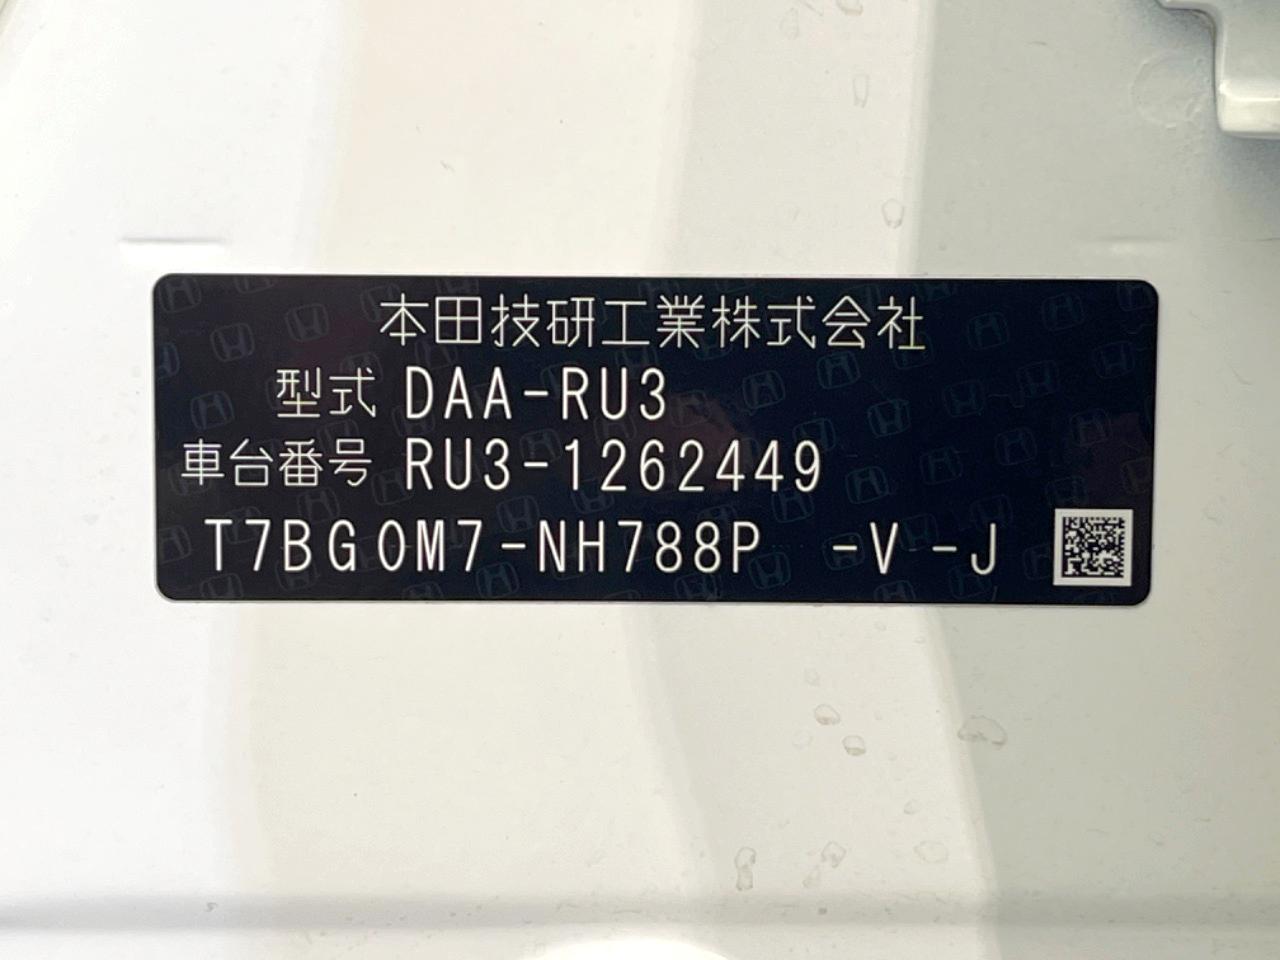 本田技研工業株式会社
型式 DAA-RU3
車台番号 RU3-1262449
T7BG0M7-NH788P -V -J